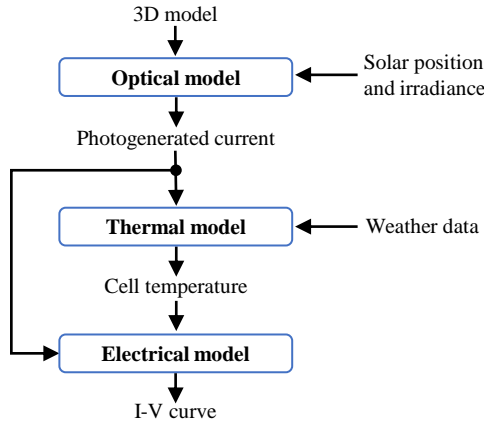 3D model
Optical model
Solar position
and irradiance
Photogenerated current
Thermal model
Weather data
Cell temperature
Electrical model
I-V curve